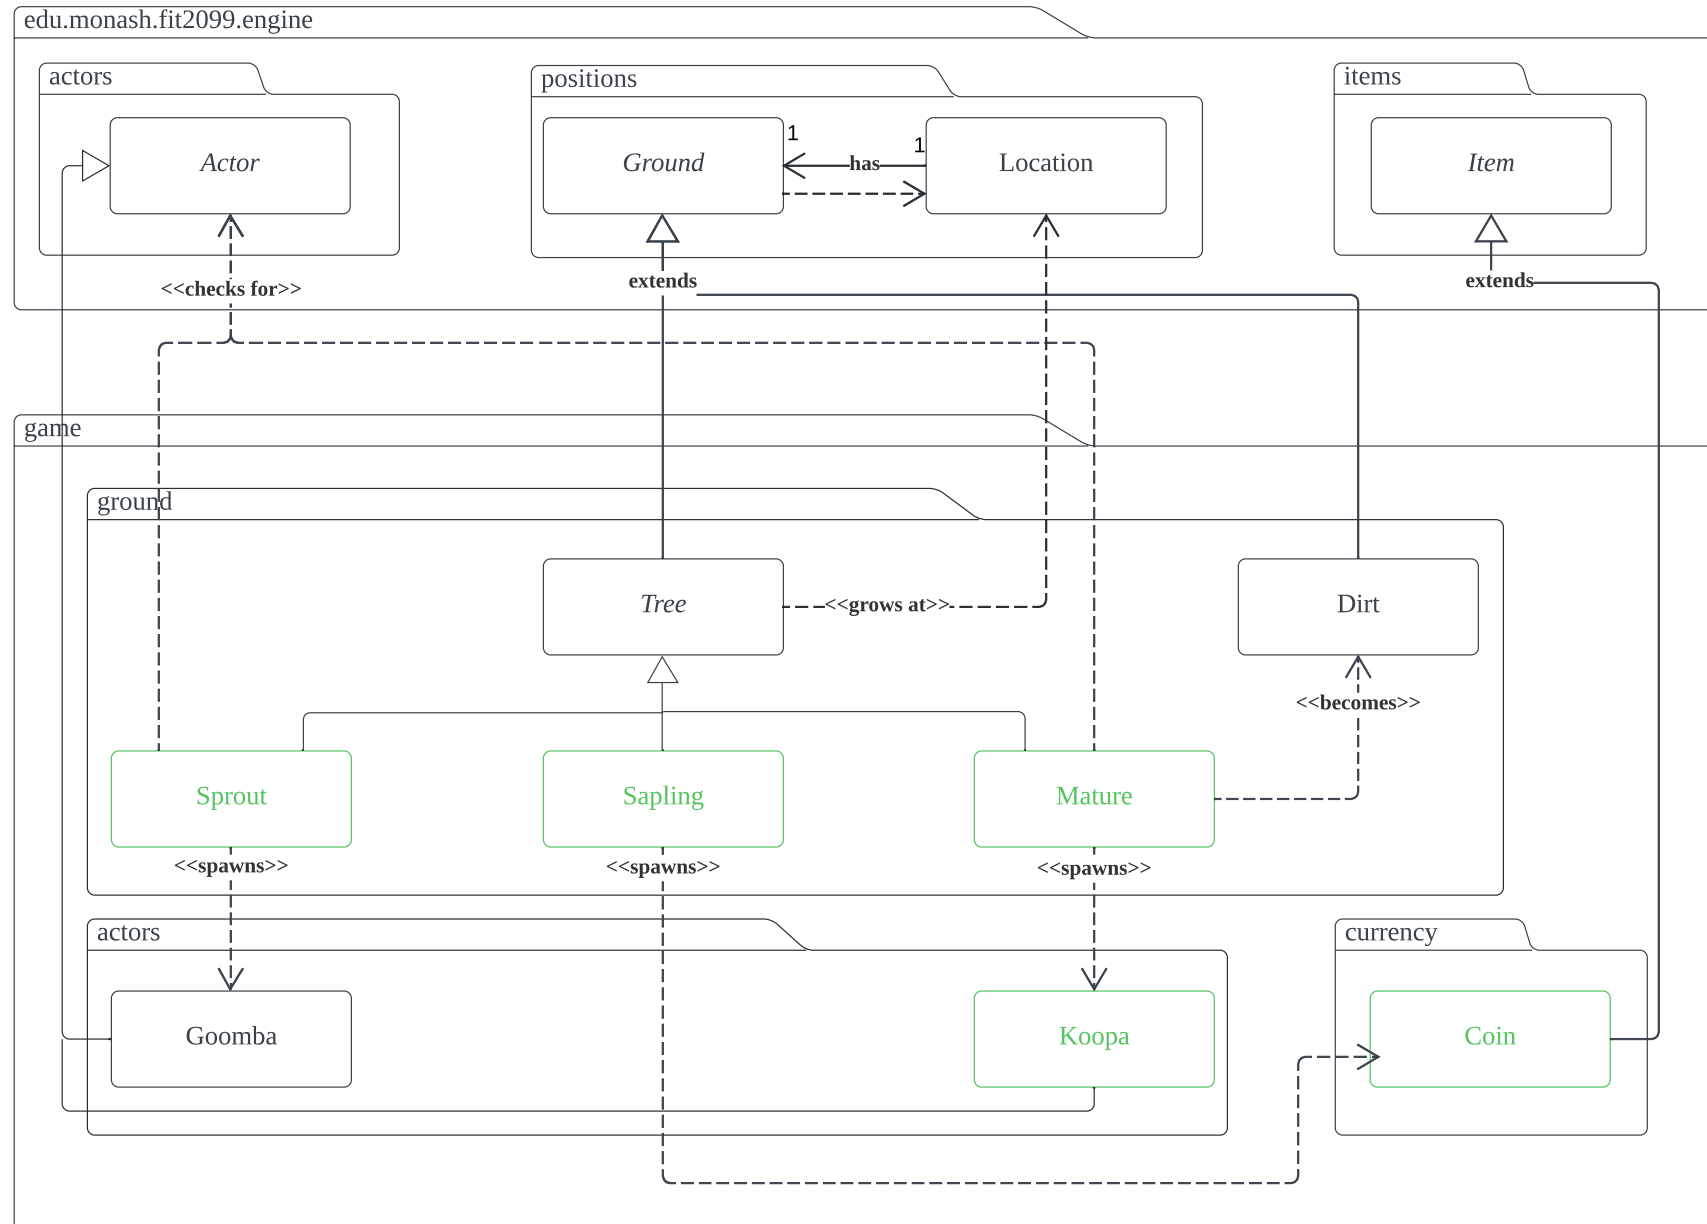 edu.monash.fit2099.engine
actors
positions
items
Actor
Ground
1
has
1
Location
Item
<<checks for>>
extends
extends
game
ground
Tree
<<grows at>>
Dirt
<<becomes>>
Sprout
Sapling
Mature
<<spawns>>
<<spawns>>
<<spawns>>
actors
currency
Goomba
Koopa
Coin